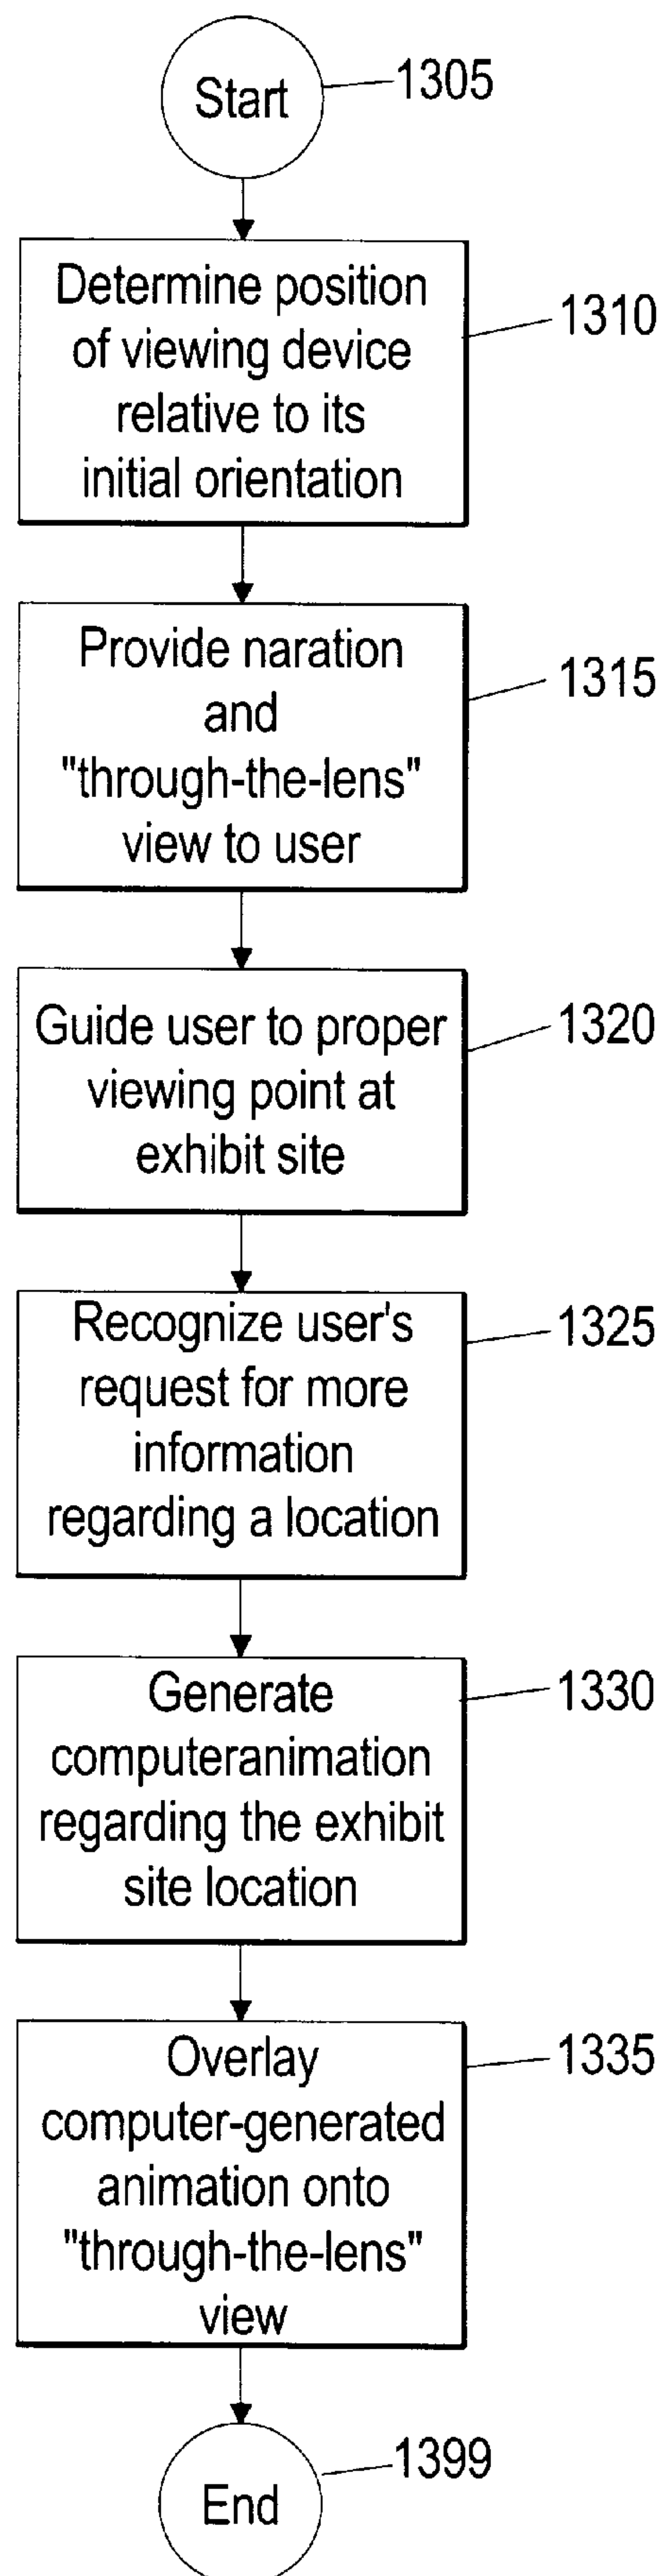 Start
1305
Determine position
of viewing device
relative to its
initial orientation
1310
Provide naration
and
"through-the-lens"
view to user
1315
Guide user to proper
viewing point at
exhibit site
1320
Recognize user's
request for more
information
regarding a location
1325
Generate
computeranimation
regarding the exhibit
site location
1330
Overlay
computer-generated
animation onto
"through-the-lens"
view
1335
End
1399